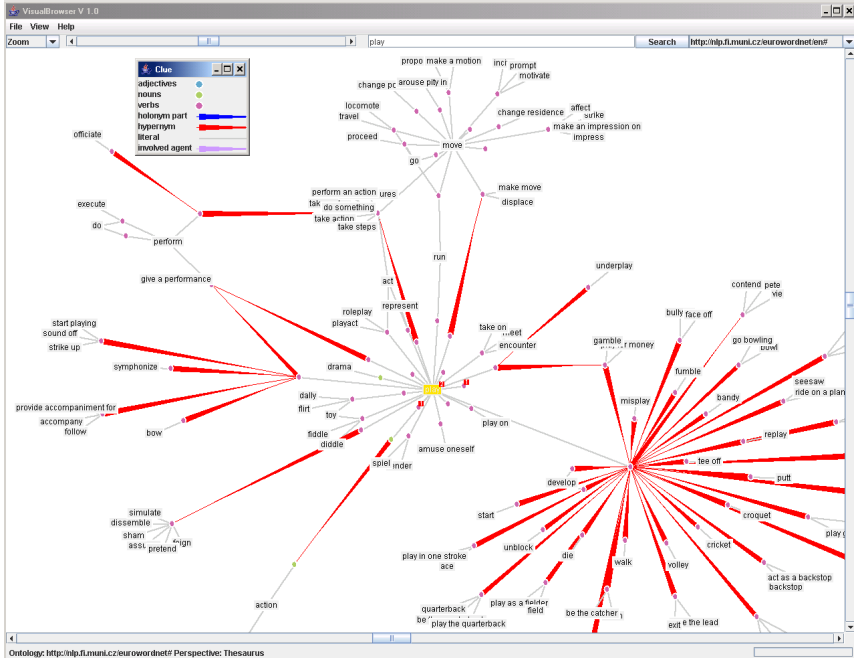 VisualBrowser V 1.0
File View Help
Zoom
play
Search
http://nlp.fi.muni.cz/eurowordnet/en#
Clue
adjectives
nouns
verbs
holonym part
hypernym
literal
involved agent
make a motion
prompt
motivate
arouse pity in
locomote
travel
proceed
change residence
affect
strike
make an impression on
impress
move
go
officiate
execute
do
perform
give a performance
perform an action
do something
take action
take steps
make move
displace
run
act
represent
roleplay
playact
underplay
take on
meet
encounter
gamble
contend
vie
bully
face off
go bowling
bowl
start playing
sound off
strike up
symphonize
drama
dally
flirt
toy
fiddle
diddle
spiel
amuse oneself
play on
fumble
misplay
bandy
seesaw
replay
tee off
putt
provide accompaniment for
accompany
follow
bow
simulate
dissemble
sham
pretend
action
develop
start
play in one stroke
ace
unblock
die
walk
volley
cricket
croquet
act as a backstop
backstop
quarterback
play the quarterback
play as a fielder
field
be the catcher
exit
Ontology: http://nlp.fi.muni.cz/eurowordnet# Perspective: Thesaurus